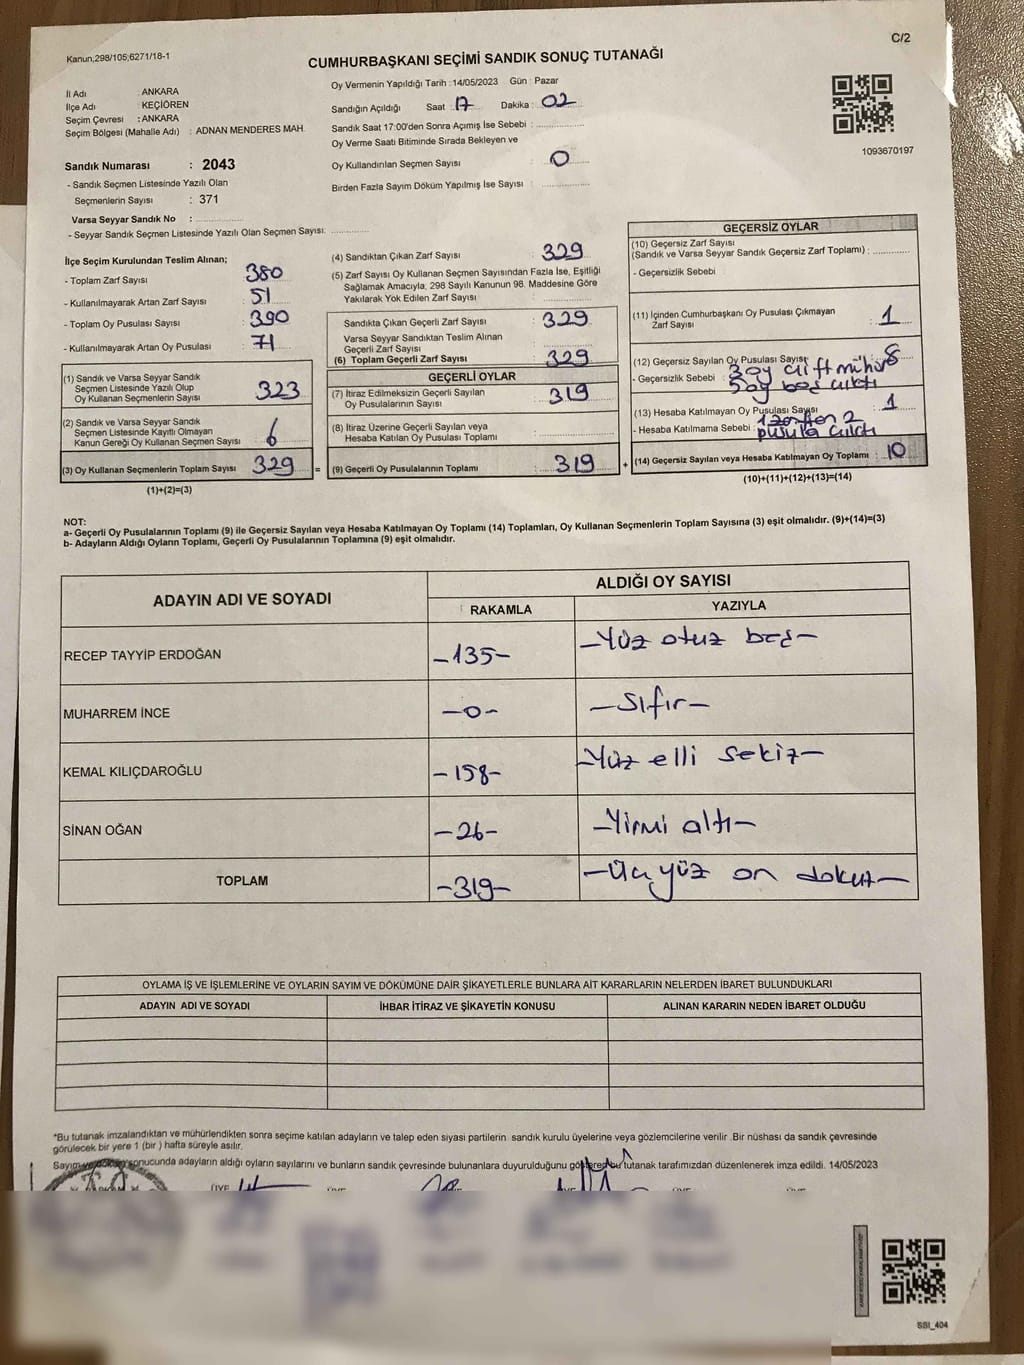 Kanun,298/105;6271/18-1
C/2
CUMHURBAŞKANI SEÇİMİ SANDIK SONUÇ TUTANAĞI
İl Adı : ANKARA
İlçe Adı : KEÇİÖREN
Seçim Çevresi : ANKARA
Seçim Bölgesi (Mahalle Adı) : ADNAN MENDERES MAH.
Sandık Numarası : 2043
- Sandık Seçmen Listesinde Yazılı Olan
Seçmenlerin Sayısı : 371
Varsa Seyyar Sandık No : ..............
- Seyyar Sandık Seçmen Listesinde Yazılı Olan Seçmen Sayısı: ............
Oy Vermenin Yapıldığı Tarih : 14/05/2023 Gün : Pazar
Sandığın Açıldığı Saat : 17 Dakika : 02
Sandık Saat 17:00'den Sonra Açımış İse Sebebi : ..............
Oy Verme Saati Bitiminde Sırada Bekleyen ve
Oy Kullandırılan Seçmen Sayısı : 0
Birden Fazla Sayım Döküm Yapılmış İse Sayısı : ..............
1093670197
İlçe Seçim Kurulundan Teslim Alınan;
- Toplam Zarf Sayısı : 380
- Kullanılmayarak Artan Zarf Sayısı : 51
- Toplam Oy Pusulası Sayısı : 390
- Kullanılmayarak Artan Oy Pusulası : 71
(1) Sandık ve Varsa Seyyar Sandık
Seçmen Listesinde Yazılı Olup
Oy Kullanan Seçmenlerin Sayısı : 323
(2) Sandık ve Varsa Seyyar Sandık
Seçmen Listesinde Kayıtlı Olmayan
Kanun Gereği Oy Kullanan Seçmen Sayısı : 6
(3) Oy Kullanan Seçmenlerin Toplam Sayısı : 329 =
(1)+(2)=(3)
(4) Sandıktan Çıkan Zarf Sayısı : 329
(5) Zarf Sayısı Oy Kullanan Seçmen Sayısından Fazla İse, Eşitliği
Sağlamak Amacıyla, 298 Sayılı Kanunun 98. Maddesine Göre
Yakılarak Yok Edilen Zarf Sayısı : ..............
Sandıkta Çıkan Geçerli Zarf Sayısı : 329
Varsa Seyyar Sandıktan Teslim Alınan
Geçerli Zarf Sayısı : ..............
(6) Toplam Geçerli Zarf Sayısı : 329
GEÇERLİ OYLAR
(7) İtiraz Edilmeksizin Geçerli Sayılan
Oy Pusulalarının Sayısı : 319
(8) İtiraz Üzerine Geçerli Sayılan veya
Hesaba Katılan Oy Pusulası Toplamı : ..............
(9) Geçerli Oy Pusulalarının Toplamı : 319 +
GEÇERSİZ OYLAR
(10) Geçersiz Zarf Sayısı
(Sandık ve Varsa Seyyar Sandık Geçersiz Zarf Toplamı) : ............
- Geçersizlik Sebebi :
(11) İçinden Cumhurbaşkanı Oy Pusulası Çıkmayan
Zarf Sayısı : 1
(12) Geçersiz Sayılan Oy Pusulası Sayısı : 8
- Geçersizlik Sebebi : 3 oy çift mühür
5 oy boş çıktı
(13) Hesaba Katılmayan Oy Pusulası Sayısı : 1
- Hesaba Katılmama Sebebi : 1 zarftan 2
pusula çıktı
(14) Geçersiz Sayılan veya Hesaba Katılmayan Oy Toplamı : 10
(10)+(11)+(12)+(13)=(14)
NOT:
a- Geçerli Oy Pusulalarının Toplamı (9) ile Geçersiz Sayılan veya Hesaba Katılmayan Oy Toplamı (14) Toplamları, Oy Kullanan Seçmenlerin Toplam Sayısına (3) eşit olmalıdır. (9)+(14)=(3)
b- Adayların Aldığı Oyların Toplamı, Geçerli Oy Pusulalarının Toplamına (9) eşit olmalıdır.
ADAYIN ADI VE SOYADI ALDIĞI OY SAYISI
RAKAMLA YAZIYLA
RECEP TAYYİP ERDOĞAN -135- -Yüz otuz beş-
MUHARREM İNCE -0- -Sıfır-
KEMAL KILIÇDAROĞLU -158- -Yüz elli sekiz-
SİNAN OĞAN -26- -Yirmi altı-
TOPLAM -319- -Üç yüz on dokuz-
OYLAMA İŞ VE İŞLEMLERİNE VE OYLARIN SAYIM VE DÖKÜMÜNE DAİR ŞİKAYETLERLE BUNLARA AİT KARARLARIN NELERDEN İBARET BULUNDUKLARI
ADAYIN ADI VE SOYADI İHBAR İTİRAZ VE ŞİKAYETİN KONUSU ALINAN KARARIN NEDEN İBARET OLDUĞU
*Bu tutanak imzalandıktan ve mühürlendikten sonra seçime katılan adayların ve talep eden siyasi partilerin sandık kurulu üyelerine veya gözlemcilerine verilir .Bir nüshası da sandık çevresinde
görülecek bir yere 1 (bir ) hafta süreyle asılır.
Sayım ve döküm sonucunda adayların aldığı oyların sayılarını ve bunların sandık çevresinde bulunanlara duyurulduğunu gösteren bu tutanak tarafımızdan düzenlenerek imza edildi. 14/05/2023
ÜYE ÜYE ÜYE ÜYE ÜYE
SSI_404